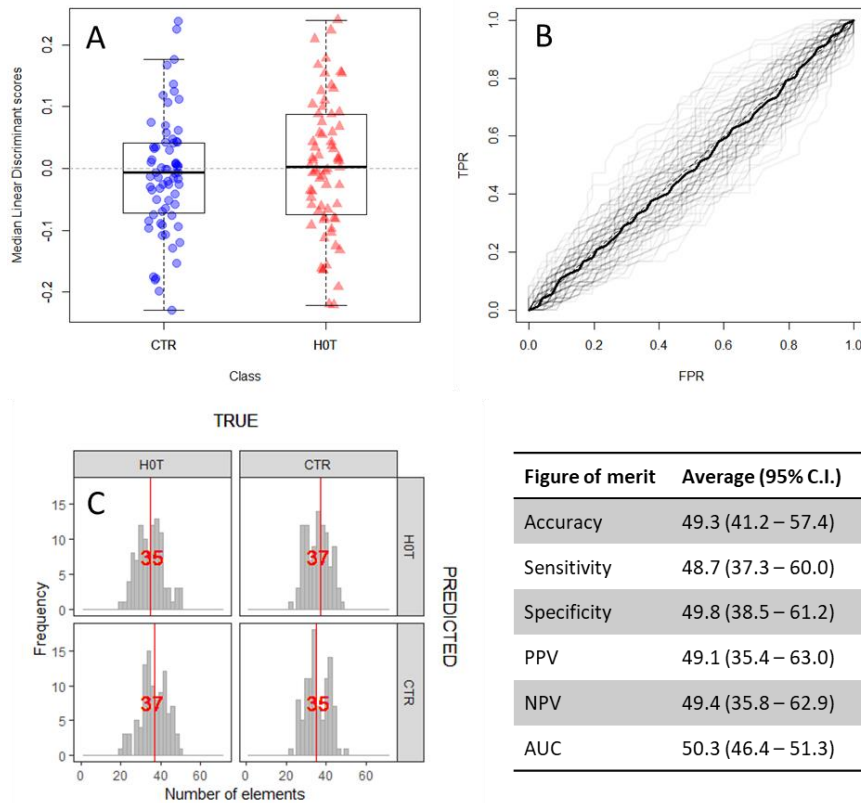 A
Median Linear Discriminant scores
0.2
0.1
0.0
-0.1
-0.2
CTR
H0T
Class
B
TPR
1.0
0.8
0.6
0.4
0.2
0.0
0.0 0.2 0.4 0.6 0.8 1.0
FPR
TRUE
H0T
CTR
C
Frequency
15
10
5
0
35
37
H0T
PREDICTED
15
10
5
0
37
35
CTR
0 20 40 60
0 20 40 60
Number of elements
Figure of merit Average (95% C.I.)
Accuracy 49.3 (41.2 – 57.4)
Sensitivity 48.7 (37.3 – 60.0)
Specificity 49.8 (38.5 – 61.2)
PPV 49.1 (35.4 – 63.0)
NPV 49.4 (35.8 – 62.9)
AUC 50.3 (46.4 – 51.3)